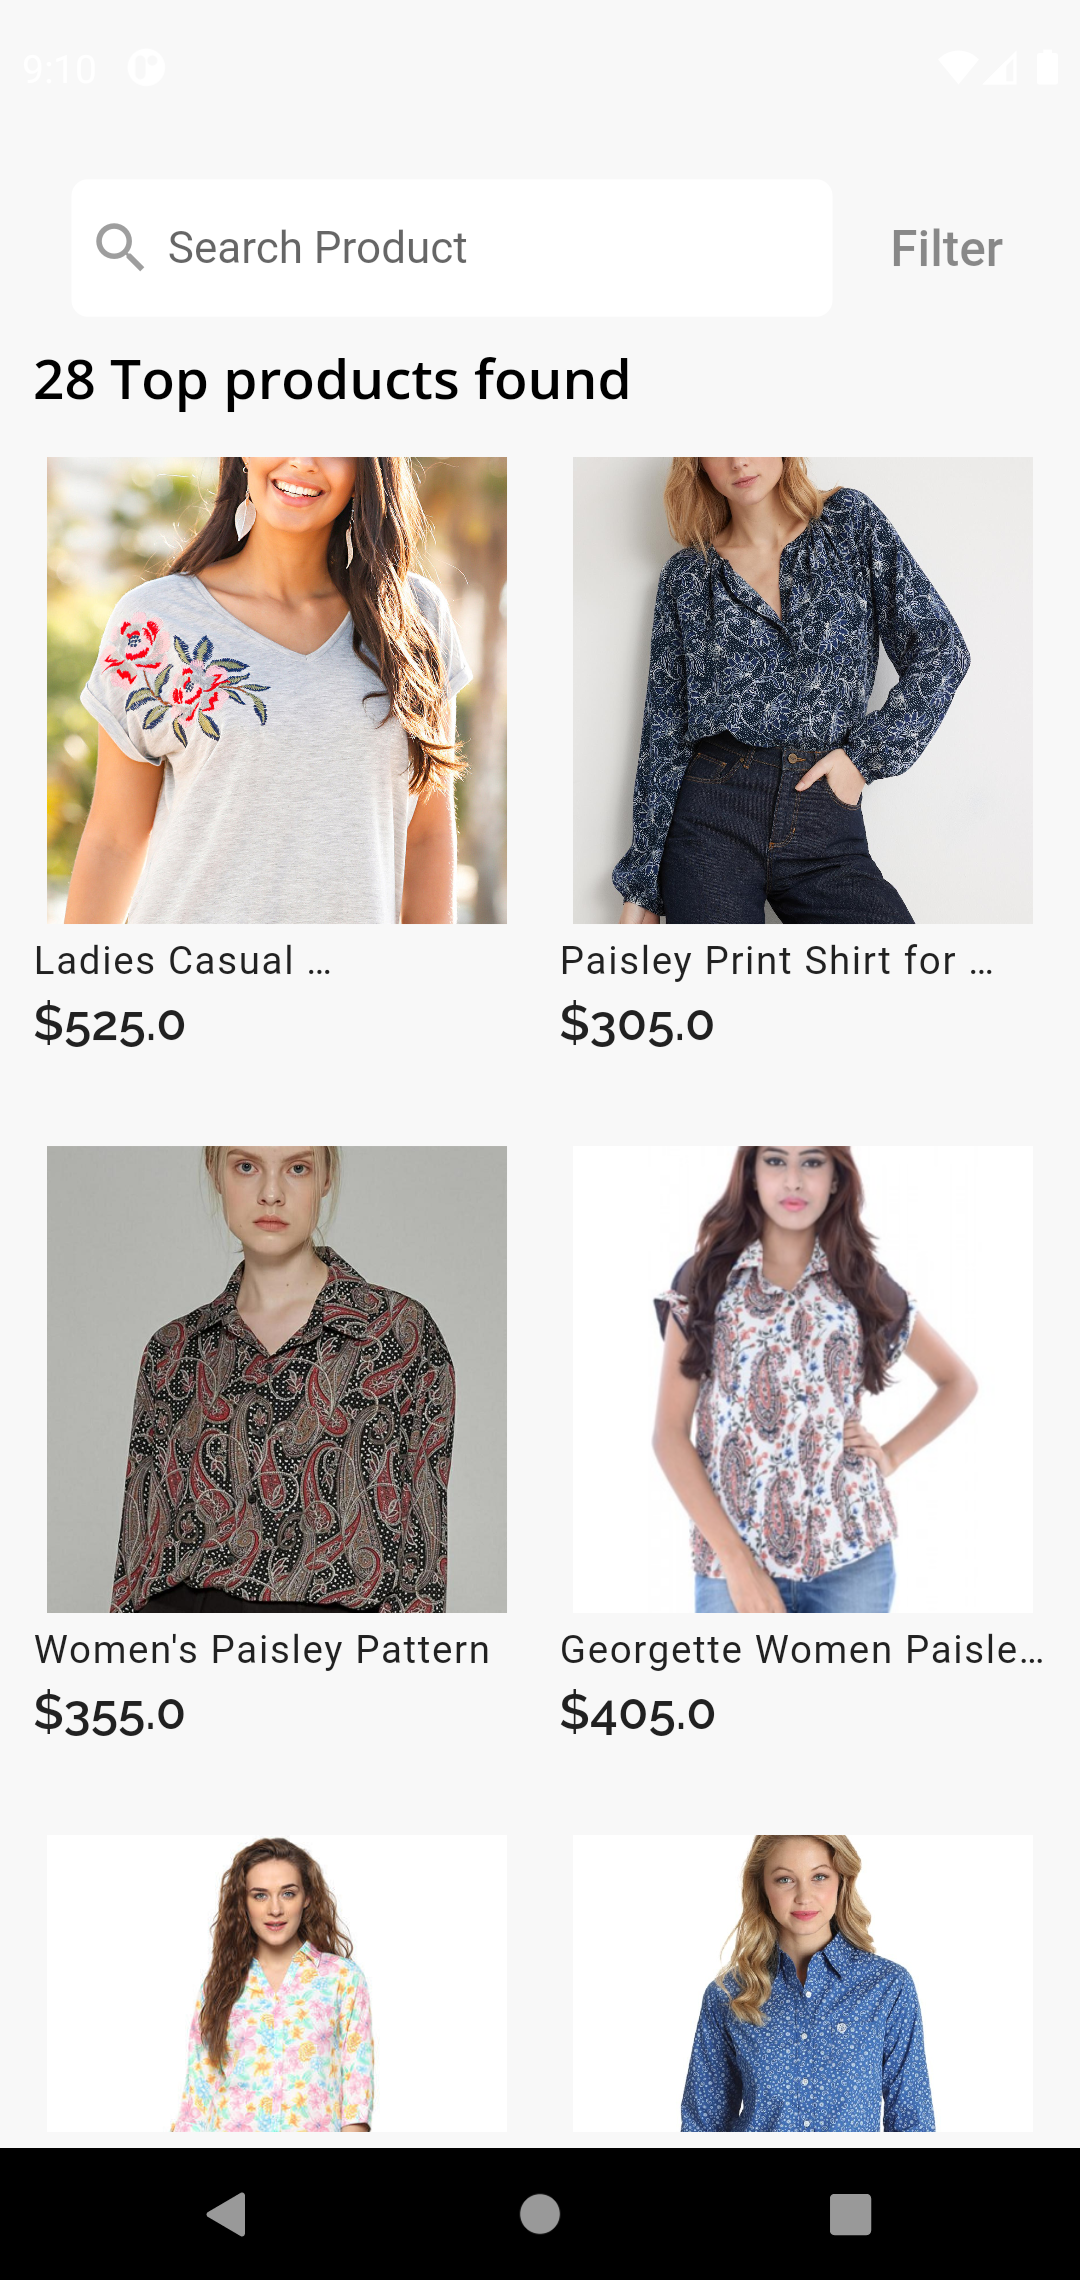 9:10
Search Product
Filter
28 Top products found
Ladies Casual ...
Paisley Print Shirt for ...
$525.0
$305.0
Women's Paisley Pattern
Georgette Women Paisle...
$355.0
$405.0